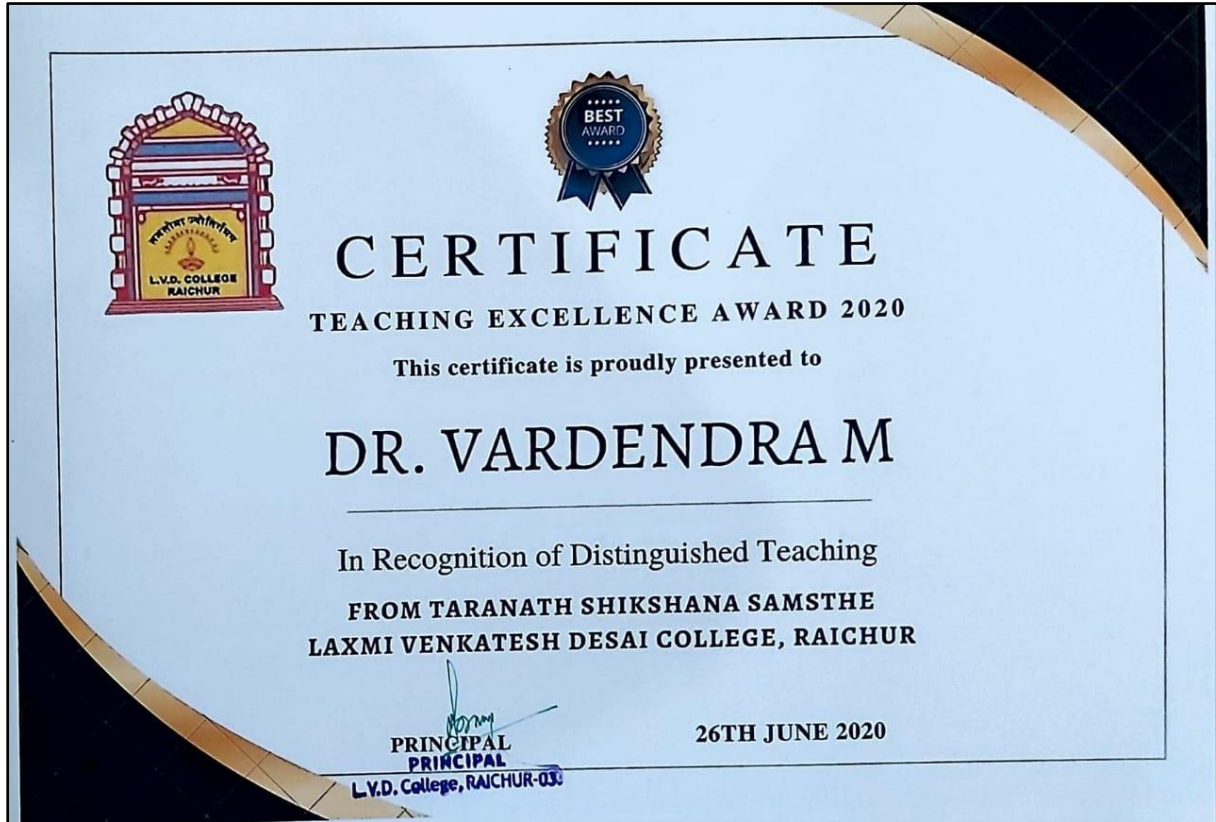 BEST
AWARD
तमसोमा ज्योतिर्गमय
L.V.D. COLLEGE
RAICHUR
CERTIFICATE
TEACHING EXCELLENCE AWARD 2020
This certificate is proudly presented to
DR. VARDENDRA M
In Recognition of Distinguished Teaching
FROM TARANATH SHIKSHANA SAMSTHE
LAXMI VENKATESH DESAI COLLEGE, RAICHUR
PRINCIPAL
PRINCIPAL
L.V.D. College, RAICHUR-03.
26TH JUNE 2020